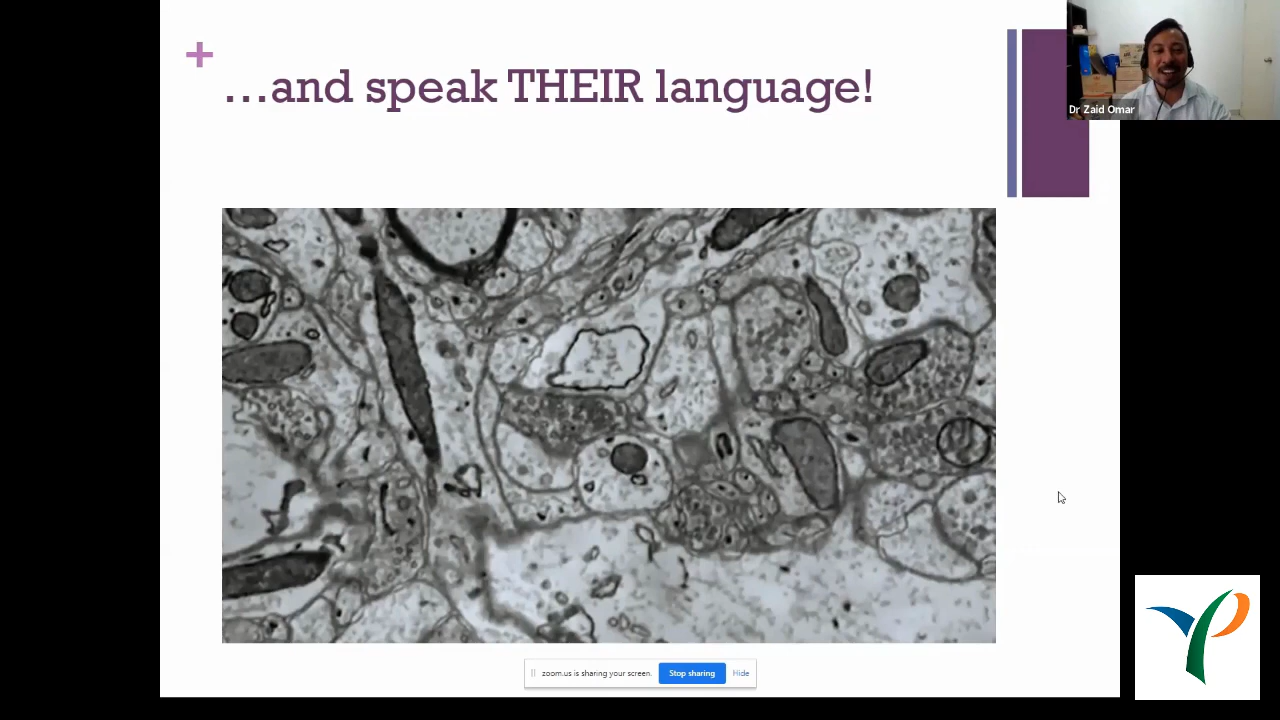 +
…and speak THEIR language!
Dr Zaid Omar
zoom.us is sharing your screen.
Stop sharing
Hide